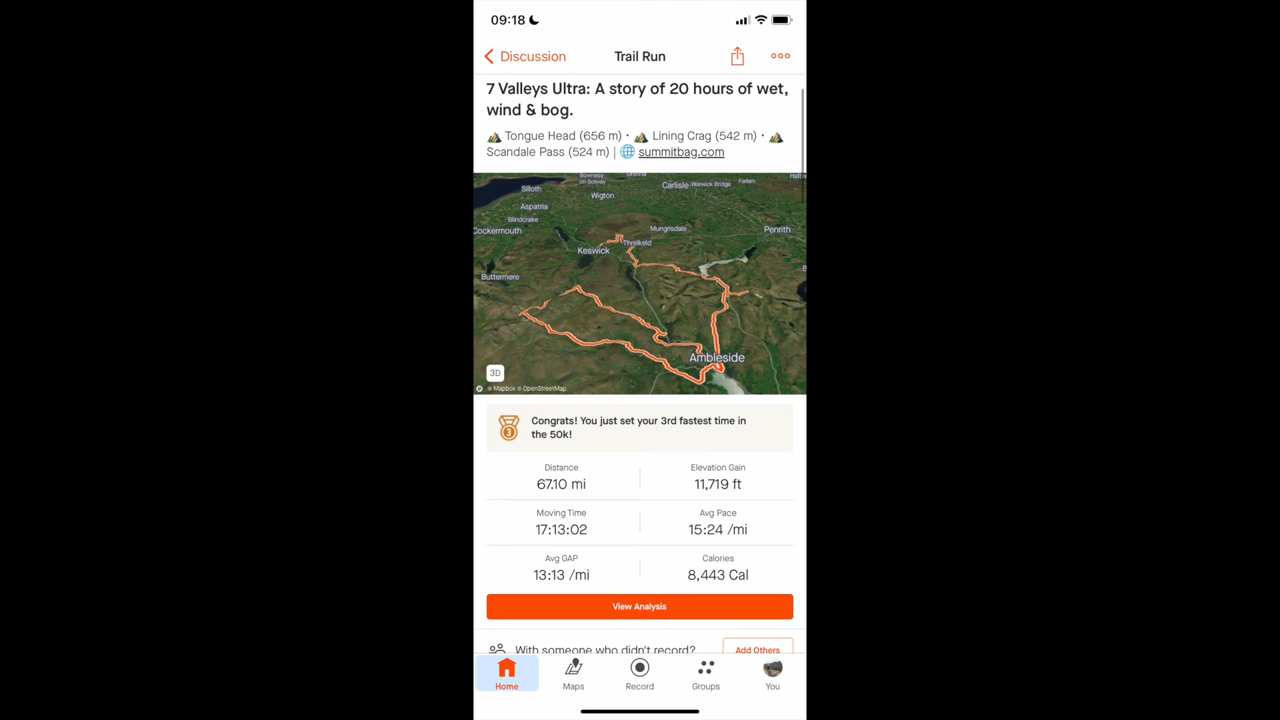 09:18
Discussion
Trail Run
7 Valleys Ultra: A story of 20 hours of wet,
wind & bog.
Tongue Head (656 m) · Lining Crag (542 m) ·
Scandale Pass (524 m) | summitbag.com
Silloth
Carlisle
Warwick Bridge
Wigton
Aspatria
Blindcrake
Cockermouth
Mungrisdale
Penrith
Threlkeld
Keswick
Buttermere
Ambleside
3D
© Mapbox © OpenStreetMap
3
Congrats! You just set your 3rd fastest time in
the 50k!
Distance
Elevation Gain
67.10 mi
11,719 ft
Moving Time
Avg Pace
17:13:02
15:24 /mi
Avg GAP
Calories
13:13 /mi
8,443 Cal
View Analysis
With someone who didn't record?
Add Others
Home
Maps
Record
Groups
You